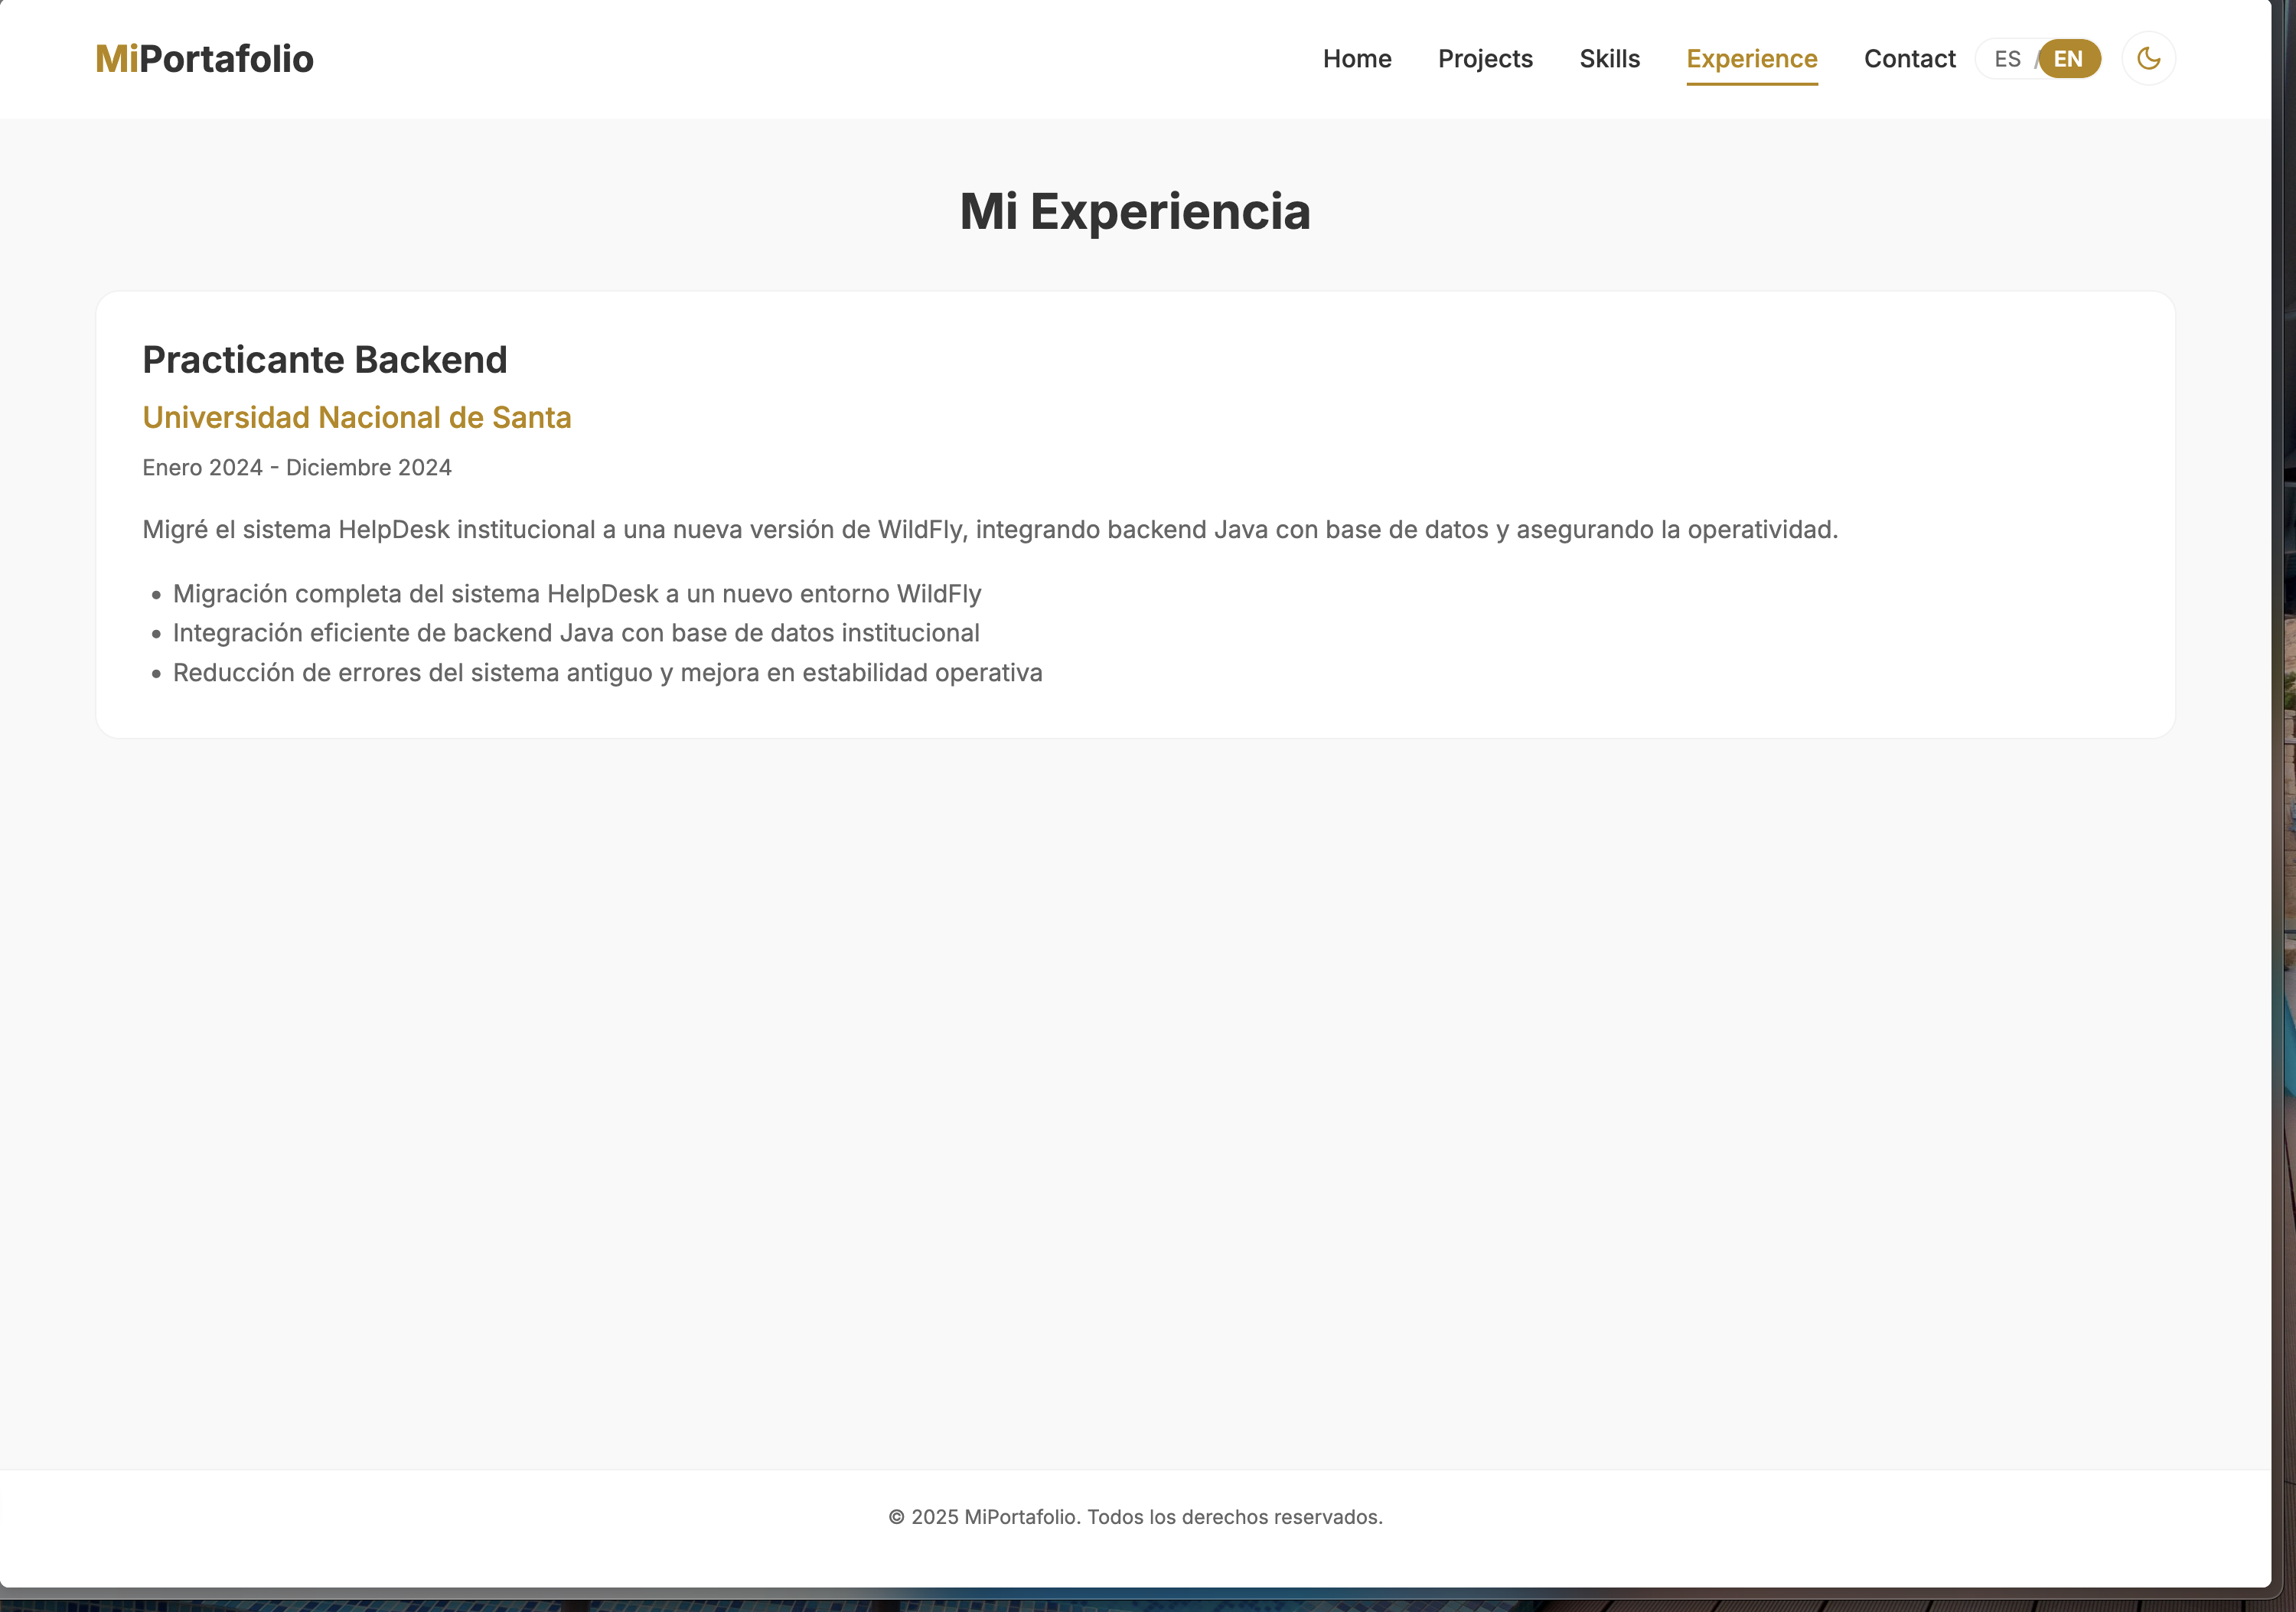 MiPortafolio
Home Projects Skills Experience Contact ES / EN
Mi Experiencia
Practicante Backend
Universidad Nacional de Santa
Enero 2024 - Diciembre 2024
Migré el sistema HelpDesk institucional a una nueva versión de WildFly, integrando backend Java con base de datos y asegurando la operatividad.
• Migración completa del sistema HelpDesk a un nuevo entorno WildFly
• Integración eficiente de backend Java con base de datos institucional
• Reducción de errores del sistema antiguo y mejora en estabilidad operativa
© 2025 MiPortafolio. Todos los derechos reservados.